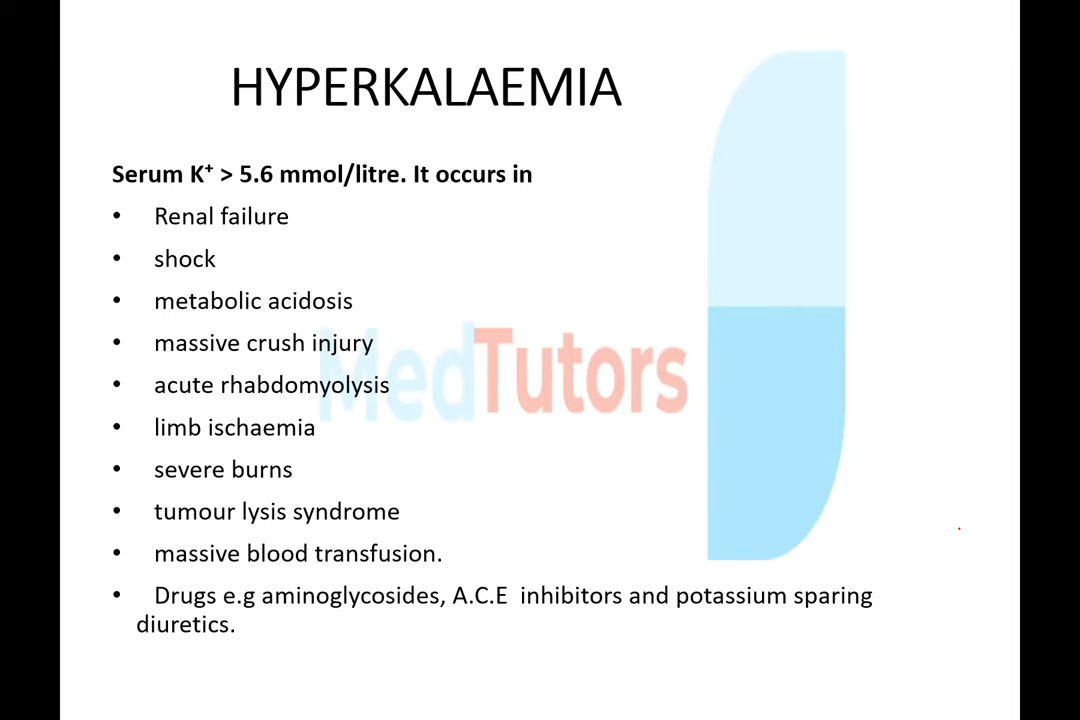 HYPERKALAEMIA
Serum K⁺ > 5.6 mmol/litre. It occurs in
• Renal failure
• shock
• metabolic acidosis
• massive crush injury
• acute rhabdomyolysis
• limb ischaemia
• severe burns
• tumour lysis syndrome
• massive blood transfusion.
• Drugs e.g aminoglycosides, A.C.E inhibitors and potassium sparing
diuretics.
MedTutors